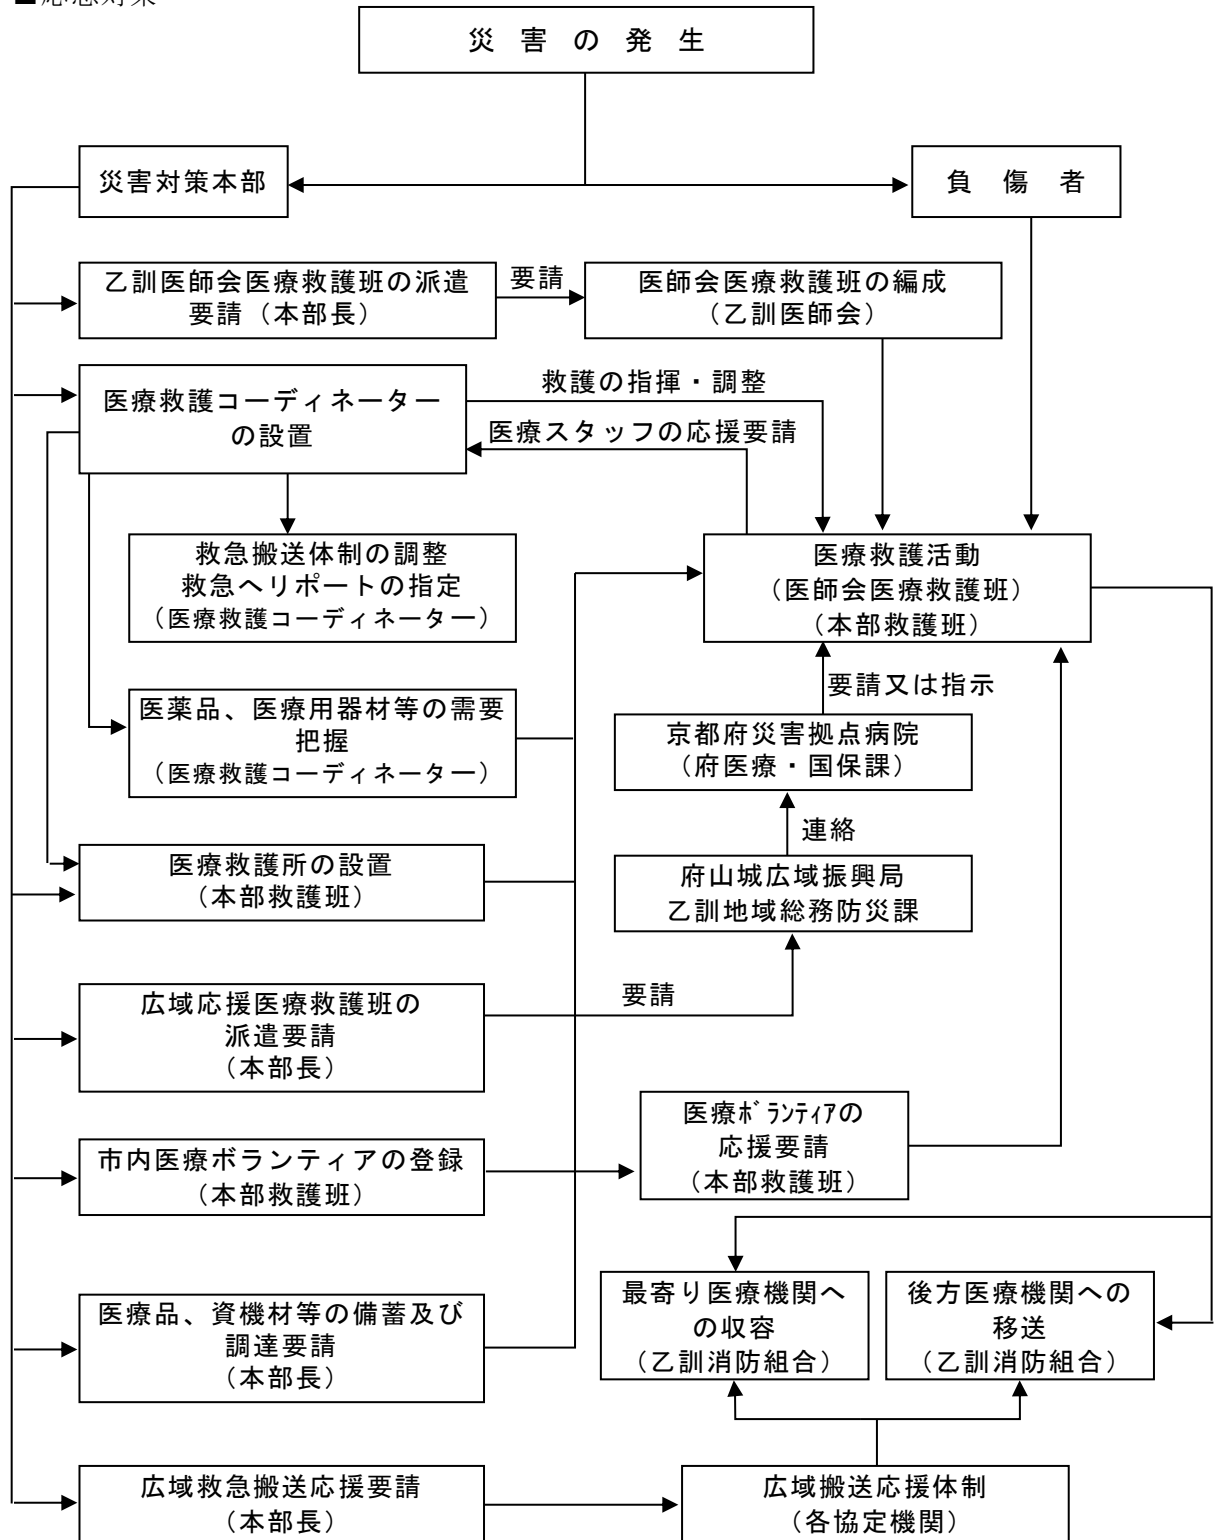 ■応急対策
災害の発生
災害対策本部
負傷者
乙訓医師会医療救護班の派遣
要請（本部長）
要請
医師会医療救護班の編成
（乙訓医師会）
医療救護コーディネーター
の設置
救護の指揮・調整
医療スタッフの応援要請
救急搬送体制の調整
救急ヘリポートの指定
（医療救護コーディネーター）
医療救護活動
（医師会医療救護班）
（本部救護班）
要請又は指示
医薬品、医療用器材等の需要
把握
（医療救護コーディネーター）
京都府災害拠点病院
（府医療・国保課）
連絡
医療救護所の設置
（本部救護班）
府山城広域振興局
乙訓地域総務防災課
広域応援医療救護班の
派遣要請
（本部長）
要請
市内医療ボランティアの登録
（本部救護班）
医療ﾎﾞﾗﾝﾃｨｱの
応援要請
（本部救護班）
医療品、資機材等の備蓄及び
調達要請
（本部長）
最寄り医療機関へ
の収容
（乙訓消防組合）
後方医療機関への
移送
（乙訓消防組合）
広域救急搬送応援要請
（本部長）
広域搬送応援体制
（各協定機関）